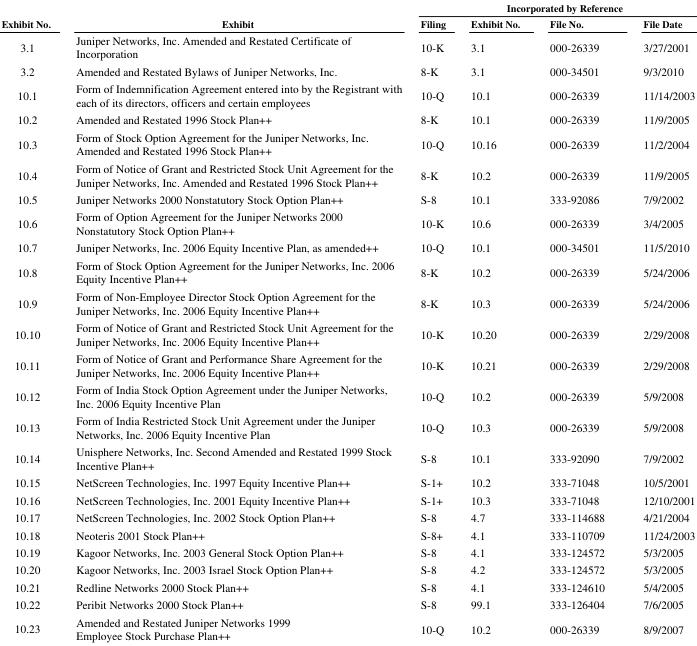 Incorporated by Reference
Exhibit No. Exhibit Filing Exhibit No. File No. File Date
3.1 Juniper Networks, Inc. Amended and Restated Certificate of Incorporation 10-K 3.1 000-26339 3/27/2001
3.2 Amended and Restated Bylaws of Juniper Networks, Inc. 8-K 3.1 000-34501 9/3/2010
10.1 Form of Indemnification Agreement entered into by the Registrant with each of its directors, officers and certain employees 10-Q 10.1 000-26339 11/14/2003
10.2 Amended and Restated 1996 Stock Plan++ 8-K 10.1 000-26339 11/9/2005
10.3 Form of Stock Option Agreement for the Juniper Networks, Inc. Amended and Restated 1996 Stock Plan++ 10-Q 10.16 000-26339 11/2/2004
10.4 Form of Notice of Grant and Restricted Stock Unit Agreement for the Juniper Networks, Inc. Amended and Restated 1996 Stock Plan++ 8-K 10.2 000-26339 11/9/2005
10.5 Juniper Networks 2000 Nonstatutory Stock Option Plan++ S-8 10.1 333-92086 7/9/2002
10.6 Form of Option Agreement for the Juniper Networks 2000 Nonstatutory Stock Option Plan++ 10-K 10.6 000-26339 3/4/2005
10.7 Juniper Networks, Inc. 2006 Equity Incentive Plan, as amended++ 10-Q 10.1 000-34501 11/5/2010
10.8 Form of Stock Option Agreement for the Juniper Networks, Inc. 2006 Equity Incentive Plan++ 8-K 10.2 000-26339 5/24/2006
10.9 Form of Non-Employee Director Stock Option Agreement for the Juniper Networks, Inc. 2006 Equity Incentive Plan++ 8-K 10.3 000-26339 5/24/2006
10.10 Form of Notice of Grant and Restricted Stock Unit Agreement for the Juniper Networks, Inc. 2006 Equity Incentive Plan++ 10-K 10.20 000-26339 2/29/2008
10.11 Form of Notice of Grant and Performance Share Agreement for the Juniper Networks, Inc. 2006 Equity Incentive Plan++ 10-K 10.21 000-26339 2/29/2008
10.12 Form of India Stock Option Agreement under the Juniper Networks, Inc. 2006 Equity Incentive Plan 10-Q 10.2 000-26339 5/9/2008
10.13 Form of India Restricted Stock Unit Agreement under the Juniper Networks, Inc. 2006 Equity Incentive Plan 10-Q 10.3 000-26339 5/9/2008
10.14 Unisphere Networks, Inc. Second Amended and Restated 1999 Stock Incentive Plan++ S-8 10.1 333-92090 7/9/2002
10.15 NetScreen Technologies, Inc. 1997 Equity Incentive Plan++ S-1+ 10.2 333-71048 10/5/2001
10.16 NetScreen Technologies, Inc. 2001 Equity Incentive Plan++ S-1+ 10.3 333-71048 12/10/2001
10.17 NetScreen Technologies, Inc. 2002 Stock Option Plan++ S-8 4.7 333-114688 4/21/2004
10.18 Neoteris 2001 Stock Plan++ S-8+ 4.1 333-110709 11/24/2003
10.19 Kagoor Networks, Inc. 2003 General Stock Option Plan++ S-8 4.1 333-124572 5/3/2005
10.20 Kagoor Networks, Inc. 2003 Israel Stock Option Plan++ S-8 4.2 333-124572 5/3/2005
10.21 Redline Networks 2000 Stock Plan++ S-8 4.1 333-124610 5/4/2005
10.22 Peribit Networks 2000 Stock Plan++ S-8 99.1 333-126404 7/6/2005
10.23 Amended and Restated Juniper Networks 1999 Employee Stock Purchase Plan++ 10-Q 10.2 000-26339 8/9/2007